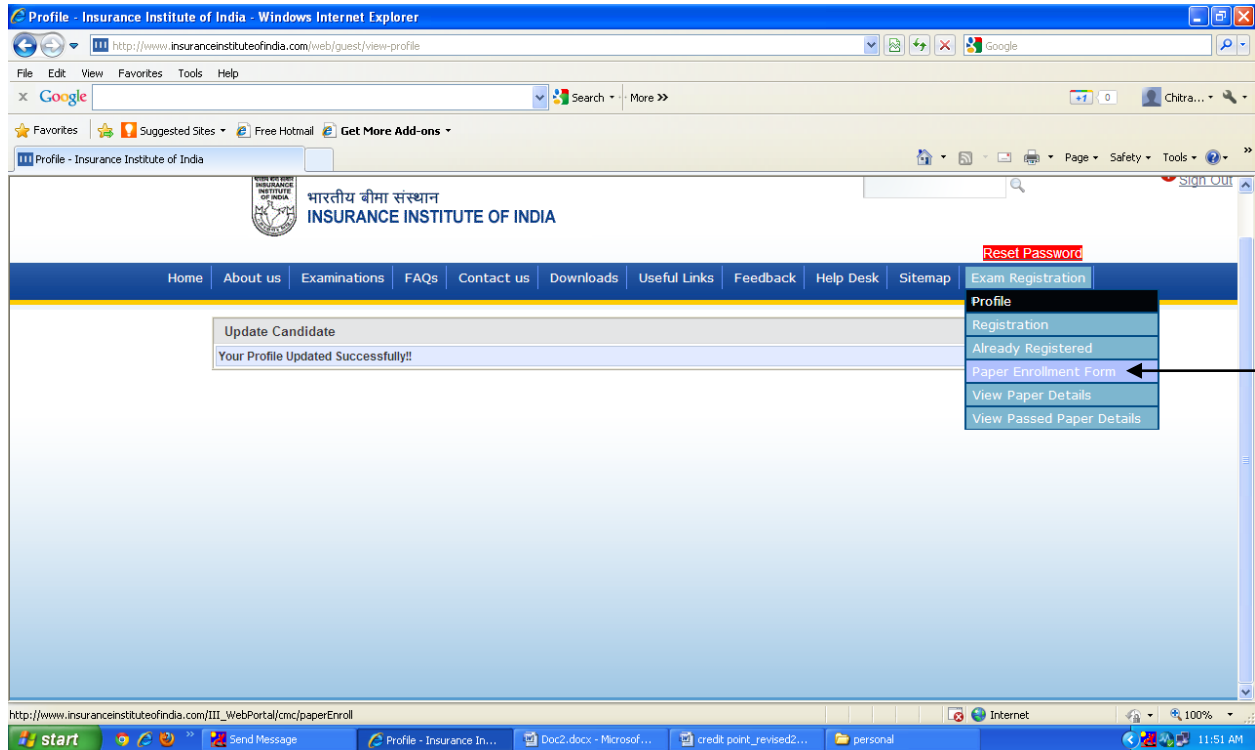 Profile - Insurance Institute of India - Windows Internet Explorer
http://www.insuranceinstituteofindia.com/web/guest/view-profile
Google
File Edit View Favorites Tools Help
x Google Search More >> +1 0 Chitra...
Favorites Suggested Sites Free Hotmail Get More Add-ons
Profile - Insurance Institute of India Page Safety Tools »
INSURANCE INSTITUTE OF INDIA
भारतीय बीमा संस्थान
INSURANCE INSTITUTE OF INDIA
Sign Out
Reset Password
Home About us Examinations FAQs Contact us Downloads Useful Links Feedback Help Desk Sitemap Exam Registration
Profile
Registration
Already Registered
Paper Enrollment Form
View Paper Details
View Passed Paper Details
Update Candidate
Your Profile Updated Successfully!!
http://www.insuranceinstituteofindia.com/III_WebPortal/cmc/paperEnroll Internet 100%
start » Send Message Profile - Insurance In... Doc2.docx - Microsof... credit point_revised2... personal 11:51 AM